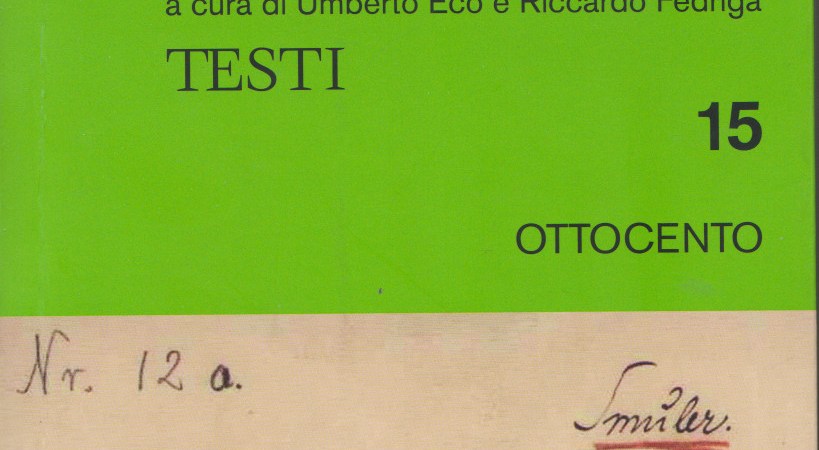 a cura di Umberto Eco e Riccardo Fedriga
TESTI
15
OTTOCENTO
Nr. 12 a.